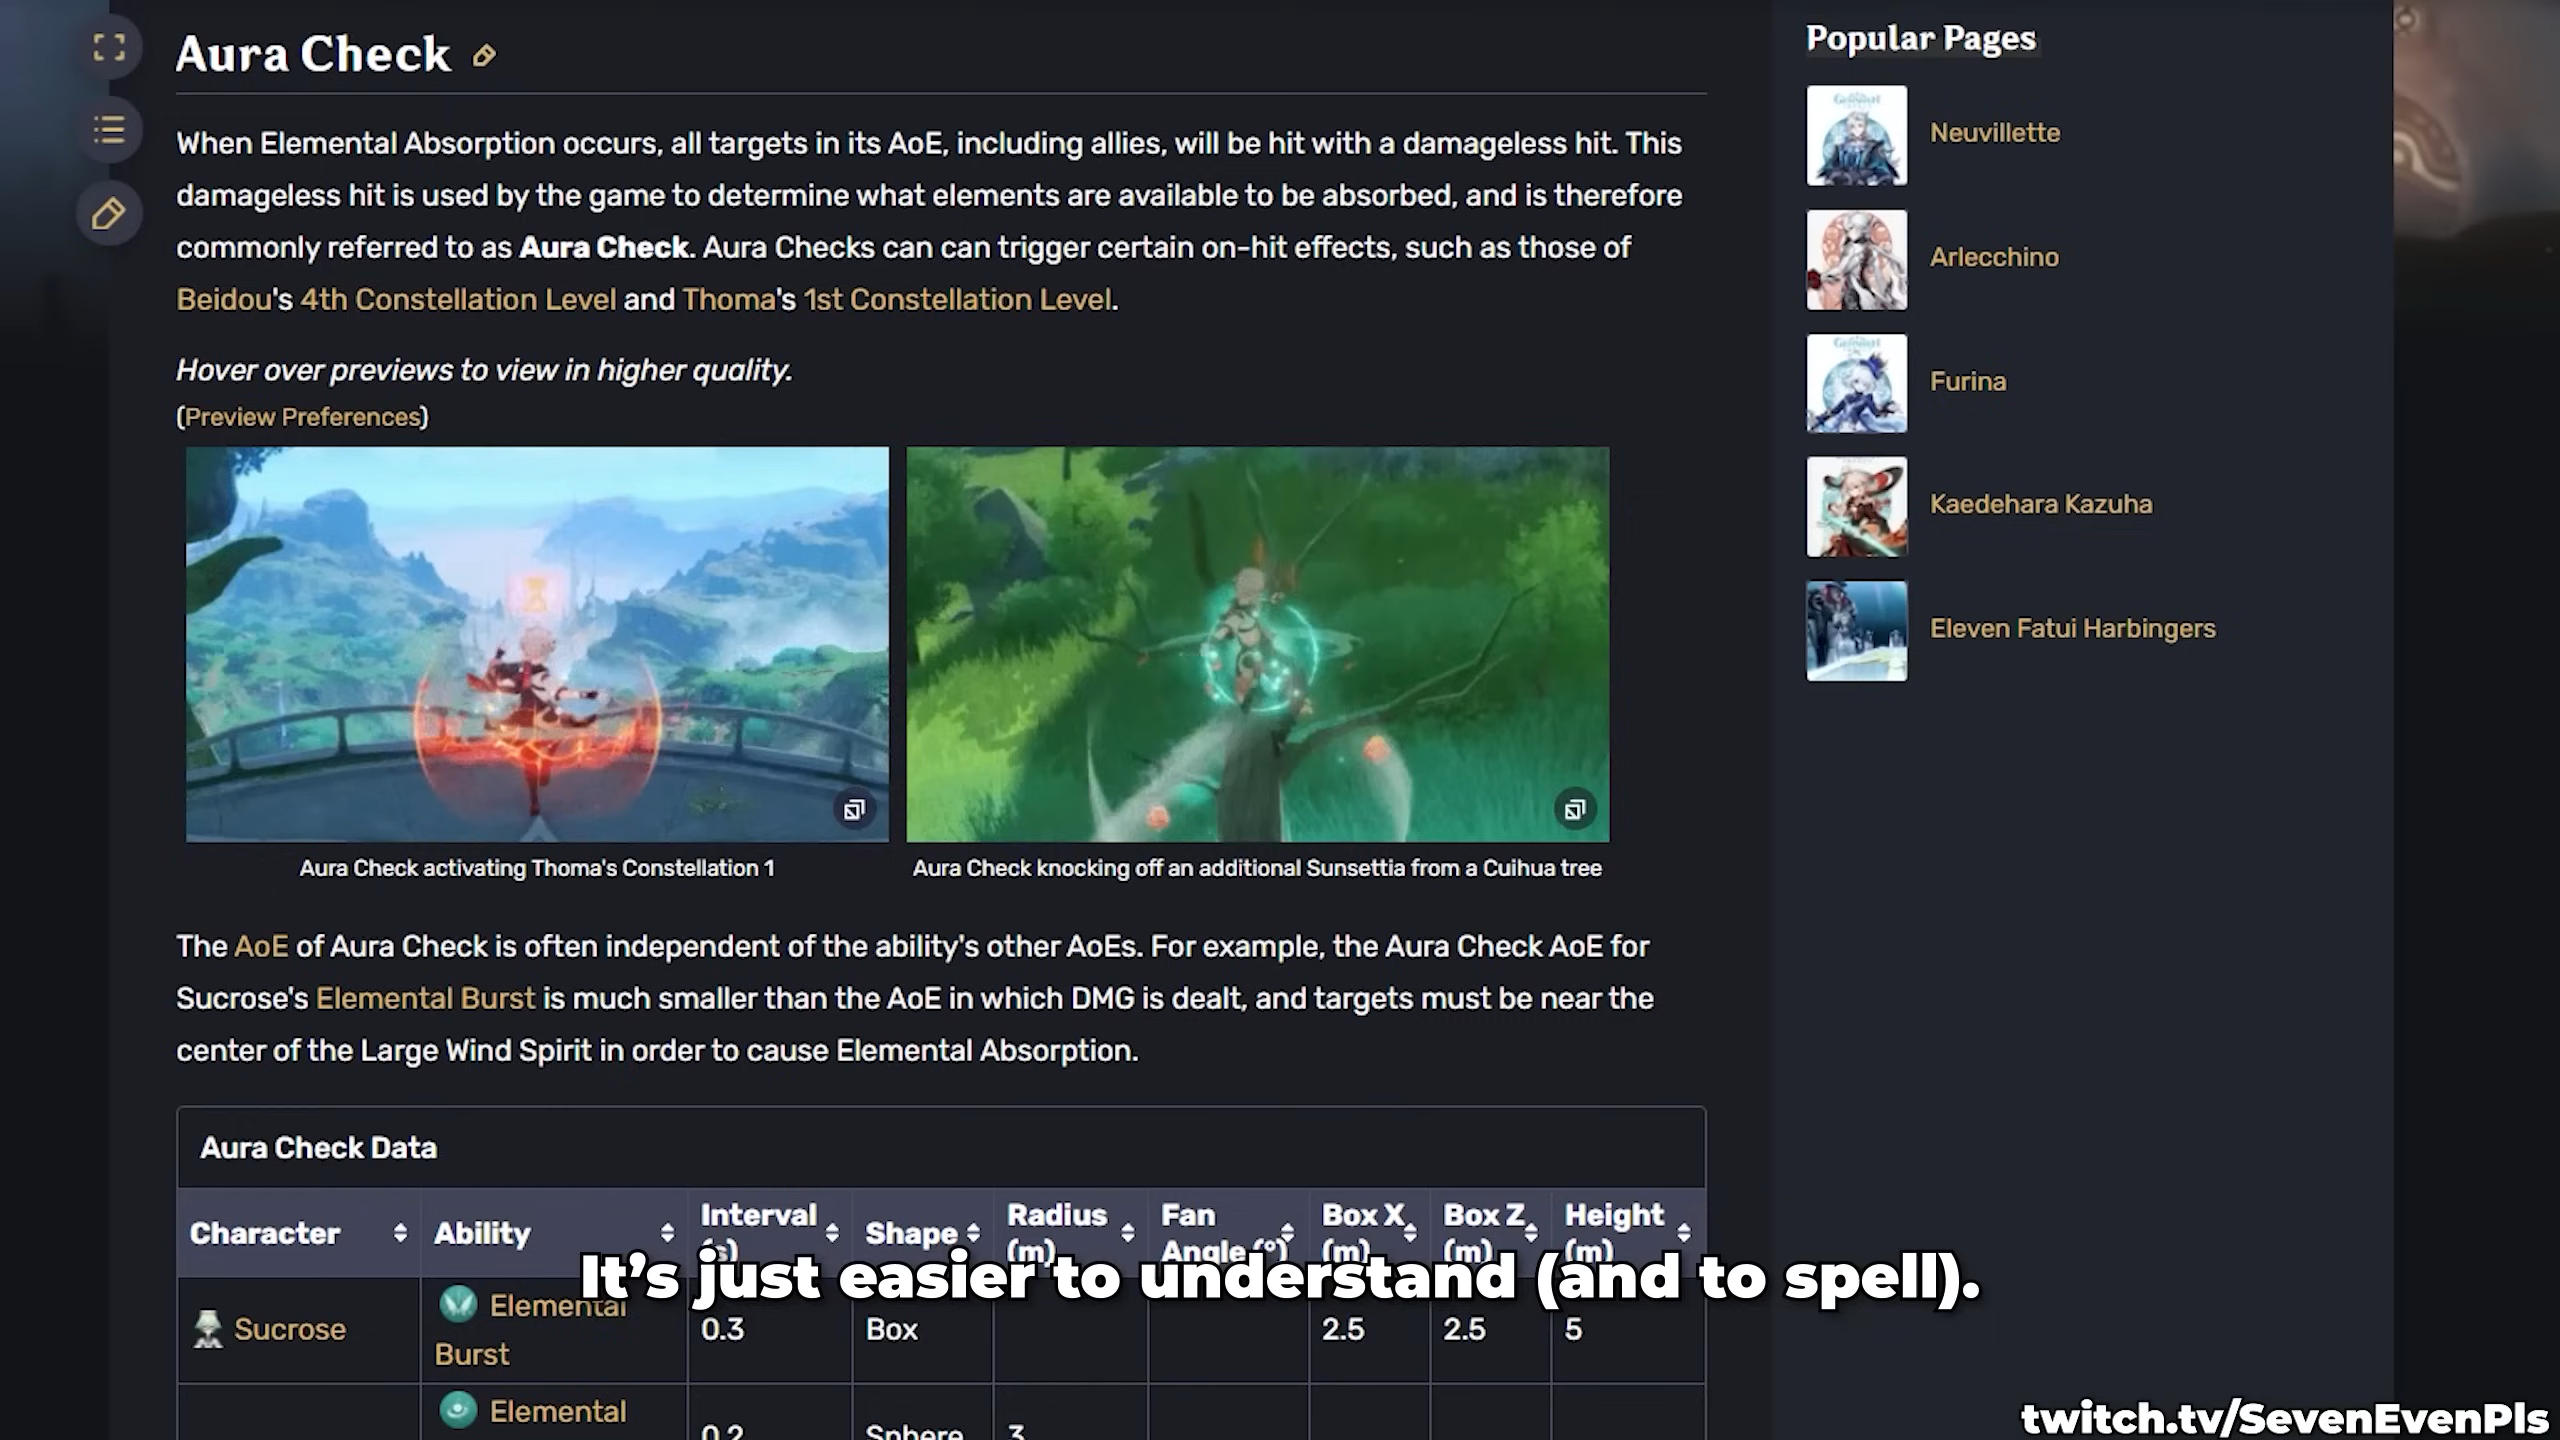 Aura Check
When Elemental Absorption occurs, all targets in its AoE, including allies, will be hit with a damageless hit. This
damageless hit is used by the game to determine what elements are available to be absorbed, and is therefore
commonly referred to as Aura Check. Aura Checks can can trigger certain on-hit effects, such as those of
Beidou's 4th Constellation Level and Thoma's 1st Constellation Level.
Hover over previews to view in higher quality.
(Preview Preferences)
Aura Check activating Thoma's Constellation 1
Aura Check knocking off an additional Sunsettia from a Cuihua tree
The AoE of Aura Check is often independent of the ability's other AoEs. For example, the Aura Check AoE for
Sucrose's Elemental Burst is much smaller than the AoE in which DMG is dealt, and targets must be near the
center of the Large Wind Spirit in order to cause Elemental Absorption.
Aura Check Data
Character
Ability
Interval
(s)
Shape
Radius
(m)
Fan
Angle (°)
Box X
(m)
Box Z
(m)
Height
(m)
It's just easier to understand (and to spell).
Sucrose
Elemental
Burst
0.3
Box
2.5
2.5
5
Elemental
0.2
Sphere
3
Popular Pages
Neuvillette
Arlecchino
Furina
Kaedehara Kazuha
Eleven Fatui Harbingers
twitch.tv/SevenEvenPls